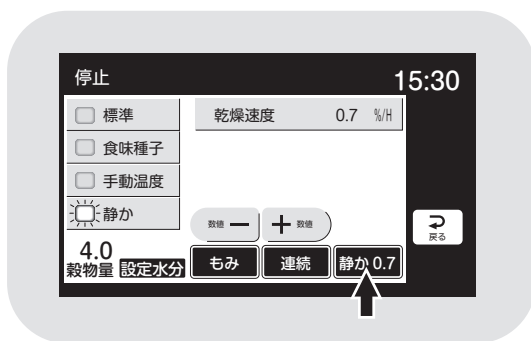 停止 15:30
標準 乾燥速度 0.7 %/H
食味種子
手動温度
静か
数値 － ＋ 数値
戻る
4.0
穀物量 設定水分 もみ 連続 静か 0.7